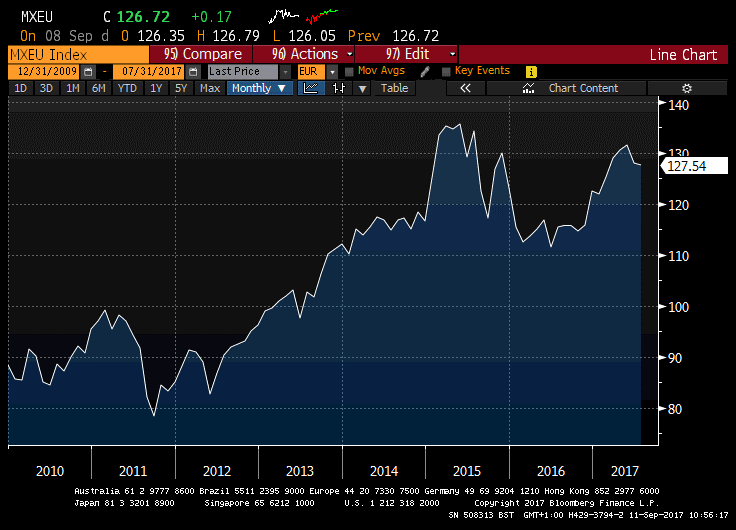 MXEU C 126.72 +0.17
On 08 Sep d O 126.35 H 126.79 L 126.05 Prev 126.72
MXEU Index 95) Compare 96) Actions 97) Edit Line Chart
12/31/2009 - 07/31/2017 Last Price EUR Mov Avgs Key Events i
1D 3D 1M 6M YTD 1Y 5Y Max Monthly ▼ ▼ Table « Chart Content
140
130
127.54
120
110
100
90
80
2010 2011 2012 2013 2014 2015 2016 2017
Australia 61 2 9777 8600 Brazil 5511 2395 9000 Europe 44 20 7330 7500 Germany 49 69 9204 1210 Hong Kong 852 2977 6000
Japan 81 3 3201 8900 Singapore 65 6212 1000 U.S. 1 212 318 2000 Copyright 2017 Bloomberg Finance L.P.
SN 508313 BST GMT+1:00 H429-3794-2 11-Sep-2017 10:56:17